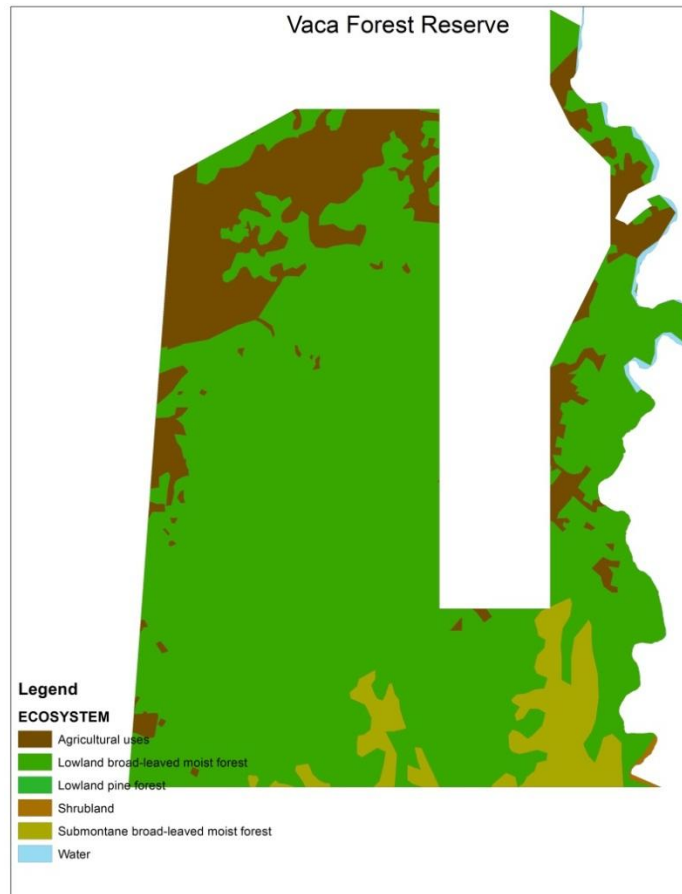 Vaca Forest Reserve
Legend
ECOSYSTEM
Agricultural uses
Lowland broad-leaved moist forest
Lowland pine forest
Shrubland
Submontane broad-leaved moist forest
Water